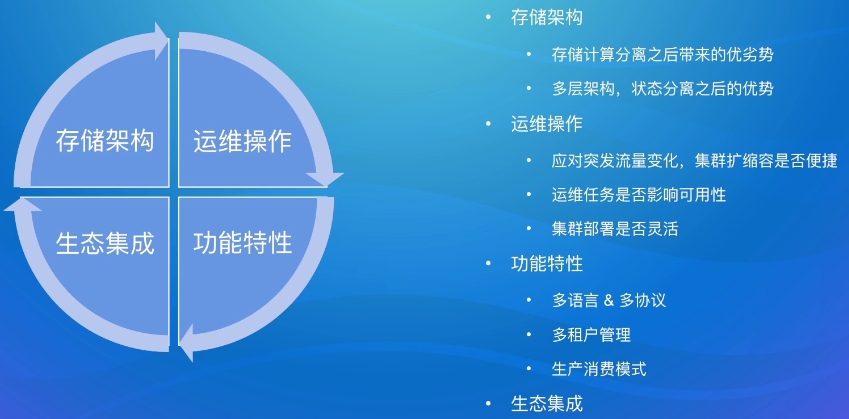 存储架构
运维操作
生态集成
功能特性
• 存储架构
• 存储计算分离之后带来的优劣势
• 多层架构，状态分离之后的优势
• 运维操作
• 应对突发流量变化，集群扩缩容是否便捷
• 运维任务是否影响可用性
• 集群部署是否灵活
• 功能特性
• 多语言 & 多协议
• 多租户管理
• 生产消费模式
• 生态集成